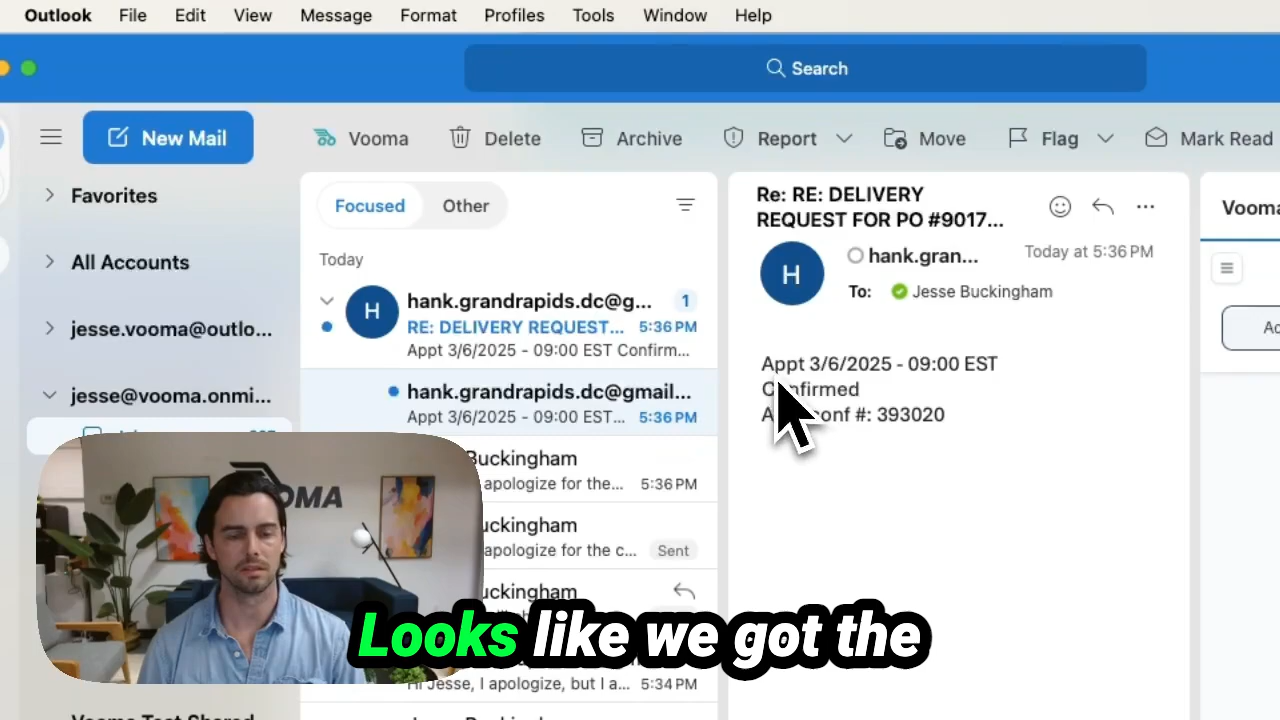 Outlook File Edit View Message Format Profiles Tools Window Help
Search
New Mail
Vooma Delete Archive Report Move Flag Mark Read
Favorites
All Accounts
jesse.vooma@outlo...
jesse@vooma.onmi...
Focused Other
Today
H
hank.grandrapids.dc@g... 1
RE: DELIVERY REQUEST... 5:36 PM
Appt 3/6/2025 - 09:00 EST Confirm...
hank.grandrapids.dc@gmail...
Appt 3/6/2025 - 09:00 EST... 5:36 PM
Buckingham
apologize for the... 5:36 PM
Buckingham
apologize for the c... Sent
Buckingham
Hi Jesse, I apologize, but I a... 5:34 PM
Re: RE: DELIVERY
REQUEST FOR PO #9017...
H
hank.gran... Today at 5:36 PM
To: Jesse Buckingham
Appt 3/6/2025 - 09:00 EST
Confirmed
conf #: 393020
Vooma
VOOMA
Looks like we got the